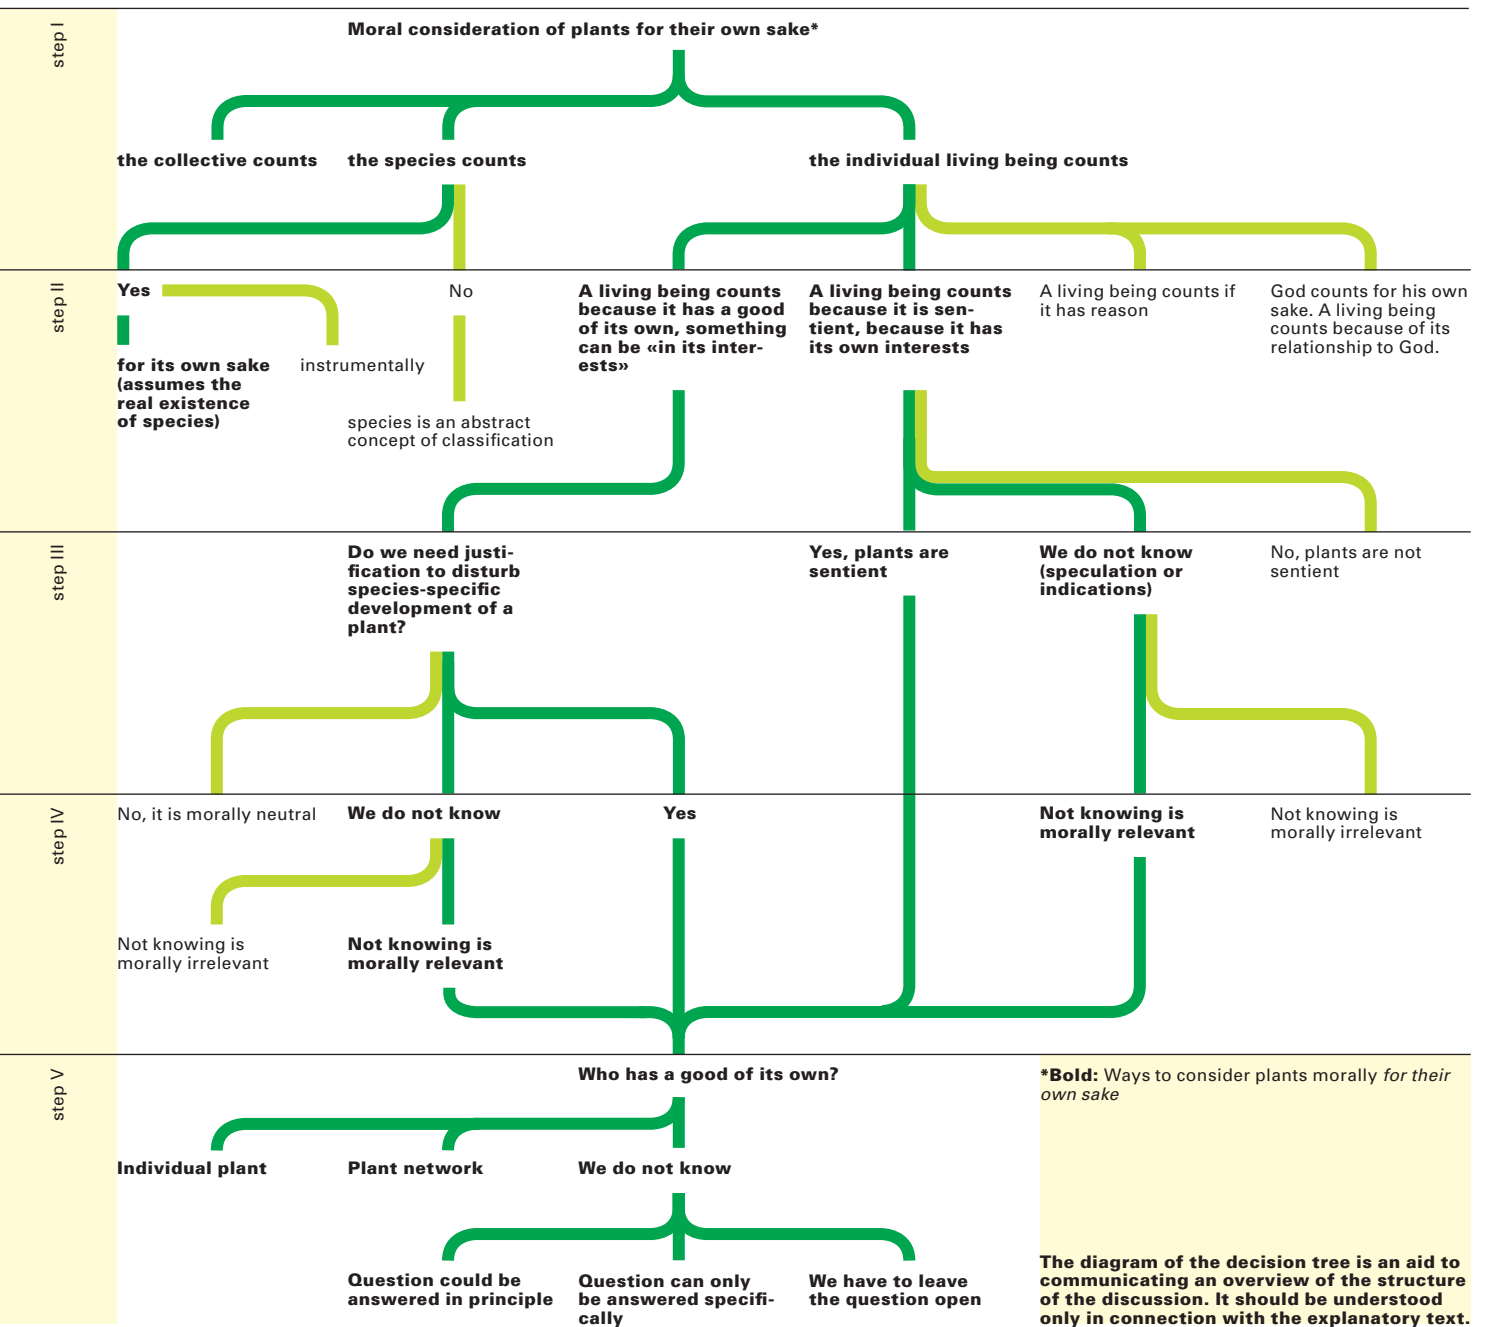 step I
Moral consideration of plants for their own sake*
the collective counts
the species counts
the individual living being counts
step II
Yes
for its own sake
(assumes the
real existence
of species)
instrumentally
No
species is an abstract
concept of classification
A living being counts
because it has a good
of its own, something
can be «in its inter-
ests»
A living being counts
because it is sen-
tient, because it has
its own interests
A living being counts if
it has reason
God counts for his own
sake. A living being
counts because of its
relationship to God.
step III
Do we need justi-
fication to disturb
species-specific
development of a
plant?
Yes, plants are
sentient
We do not know
(speculation or
indications)
No, plants are not
sentient
step IV
No, it is morally neutral
We do not know
Yes
Not knowing is
morally relevant
Not knowing is
morally irrelevant
Not knowing is
morally irrelevant
Not knowing is
morally relevant
step V
Who has a good of its own?
Individual plant
Plant network
We do not know
Question could be
answered in principle
Question can only
be answered specifi-
cally
We have to leave
the question open
*Bold: Ways to consider plants morally for their
own sake
The diagram of the decision tree is an aid to
communicating an overview of the structure
of the discussion. It should be understood
only in connection with the explanatory text.